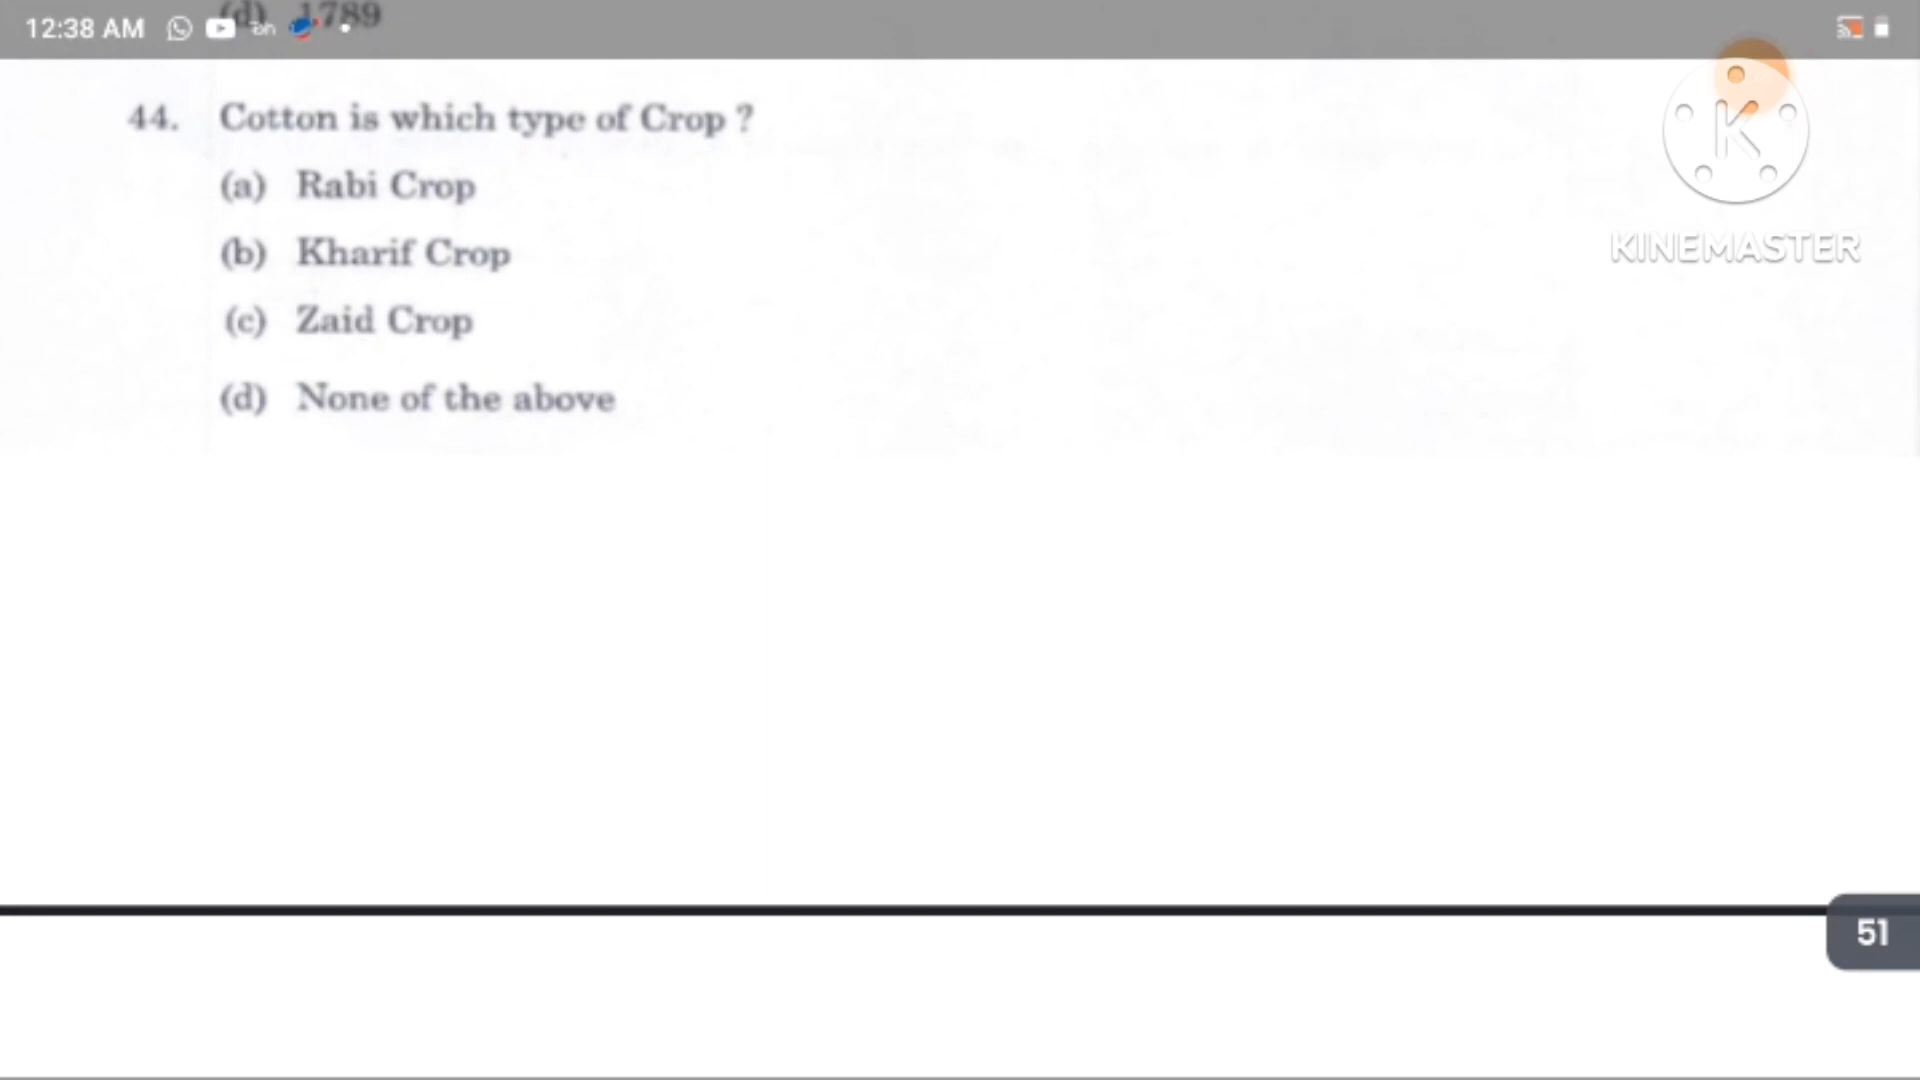 (d) 1789
12:38 AM
44. Cotton is which type of Crop ?
(a) Rabi Crop
(b) Kharif Crop
(c) Zaid Crop
(d) None of the above
KINEMASTER
51